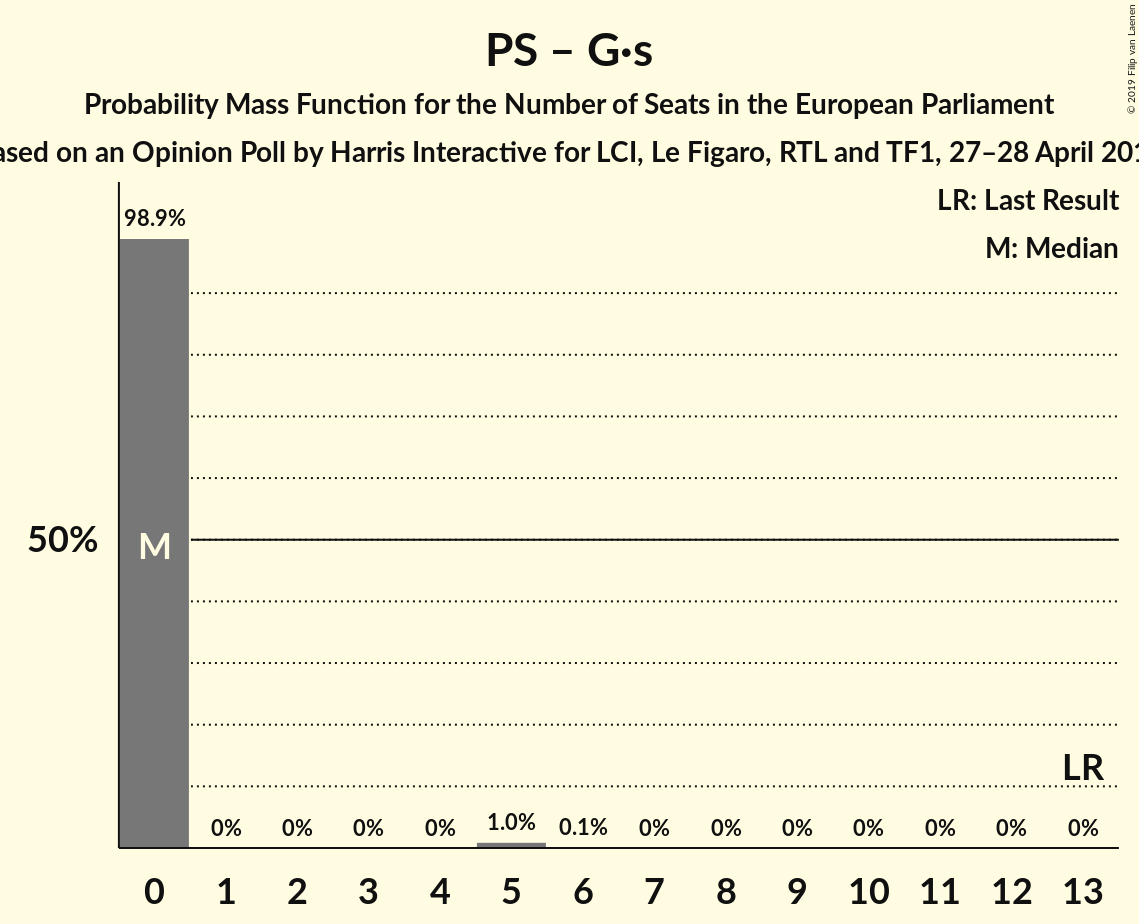 PS – G·s
Probability Mass Function for the Number of Seats in the European Parliament
ased on an Opinion Poll by Harris Interactive for LCI, Le Figaro, RTL and TF1, 27–28 April 201
© 2019 Filip van Laenen
LR: Last Result
M: Median
98.9%
50%
M
LR
0% 0% 0% 0% 1.0% 0.1% 0% 0% 0% 0% 0% 0% 0%
0 1 2 3 4 5 6 7 8 9 10 11 12 13